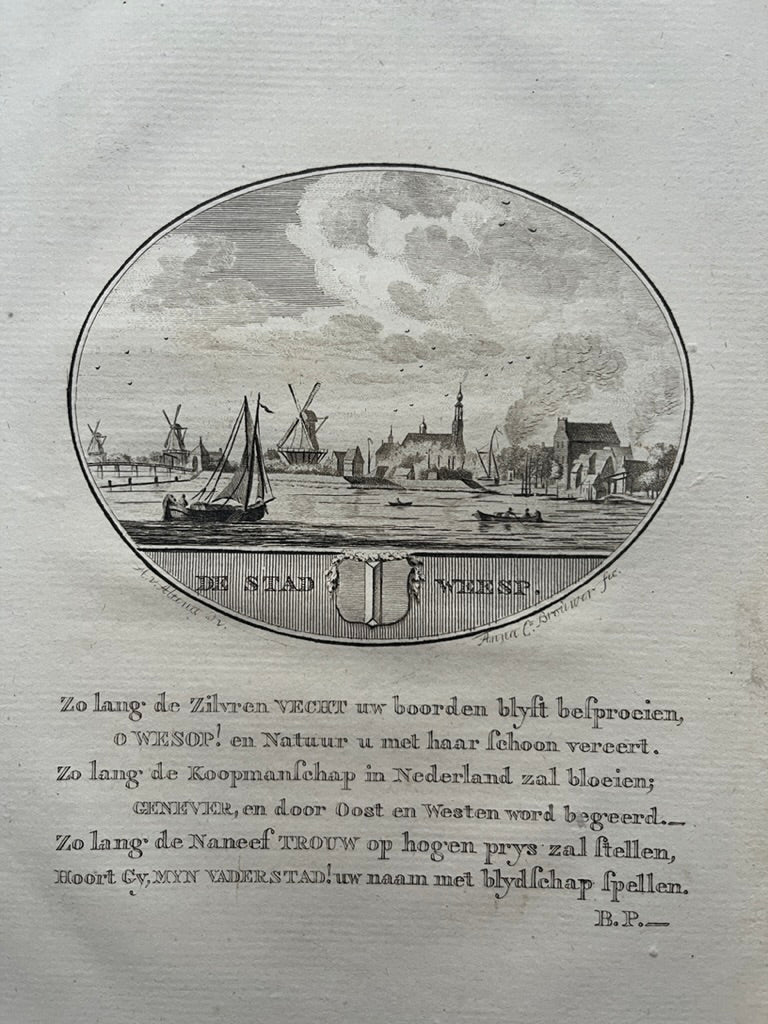 DE STAD WEESP.
Anna C. Brouwer fec.
Zo lang de Zilvren VECHT uw boorden blyft beſproeien,
O WESOP! en Natuur u met haar ſchoon vereert.
Zo lang de Koopmanſchap in Nederland zal bloeien;
GENEVER, en door Oost en Westen word begeerd.—
Zo lang de Naneef TROUW op hogen prys zal ſtellen,
Hoort Gy, MYN VADERSTAD! uw naam met blydſchap ſpellen.
B. P.—